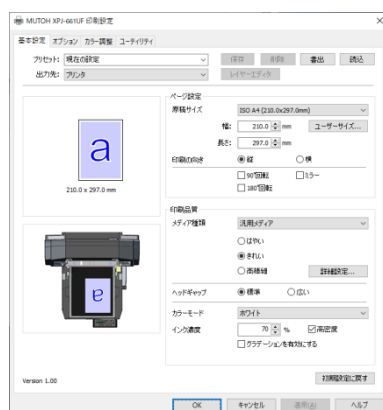 MUTOH XPJ-661UF 印刷設定
基本設定 オプション カラー調整 ユーティリティ
プリセット: 現在の設定 保存 削除 書出 読込
出力先: プリンタ レイヤーエディタ
ページ設定
原稿サイズ ISO A4 (210.0x297.0mm)
幅: 210.0 mm ユーザーサイズ...
長さ: 297.0 mm
印刷の向き 縦 横
90°回転 ミラー
180°回転
a
210.0 x 297.0 mm
印刷品質
メディア種類 汎用メディア
はやい
きれい
高精細 詳細設定...
ヘッドギャップ 標準 広い
a
カラーモード ホワイト
インク濃度 70 % 高密度
グラデーションを有効にする
Version 1.00 初期設定に戻す
OK キャンセル 適用(A) ヘルプ